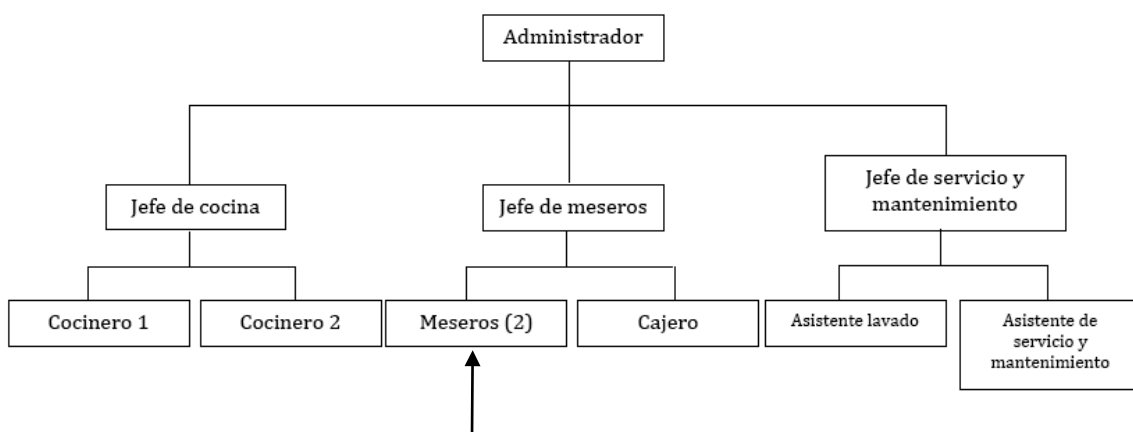 Administrador
Jefe de cocina
Jefe de meseros
Jefe de servicio y
mantenimiento
Cocinero 1
Cocinero 2
Meseros (2)
Cajero
Asistente lavado
Asistente de
servicio y
mantenimiento